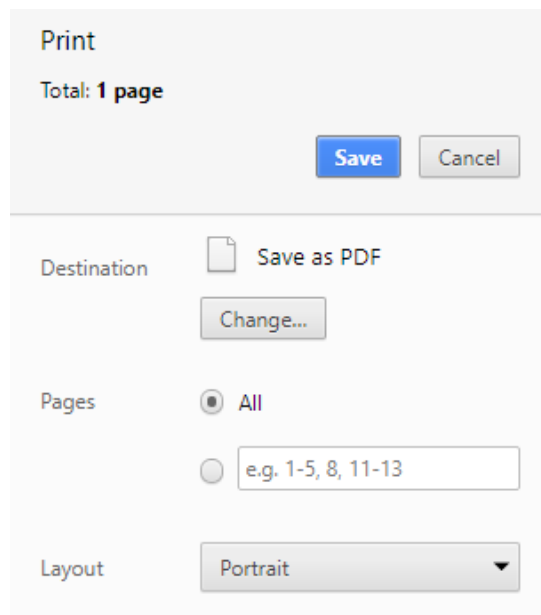 Print
Total: 1 page
Save Cancel
Destination Save as PDF
Change...
Pages All
e.g. 1-5, 8, 11-13
Layout Portrait